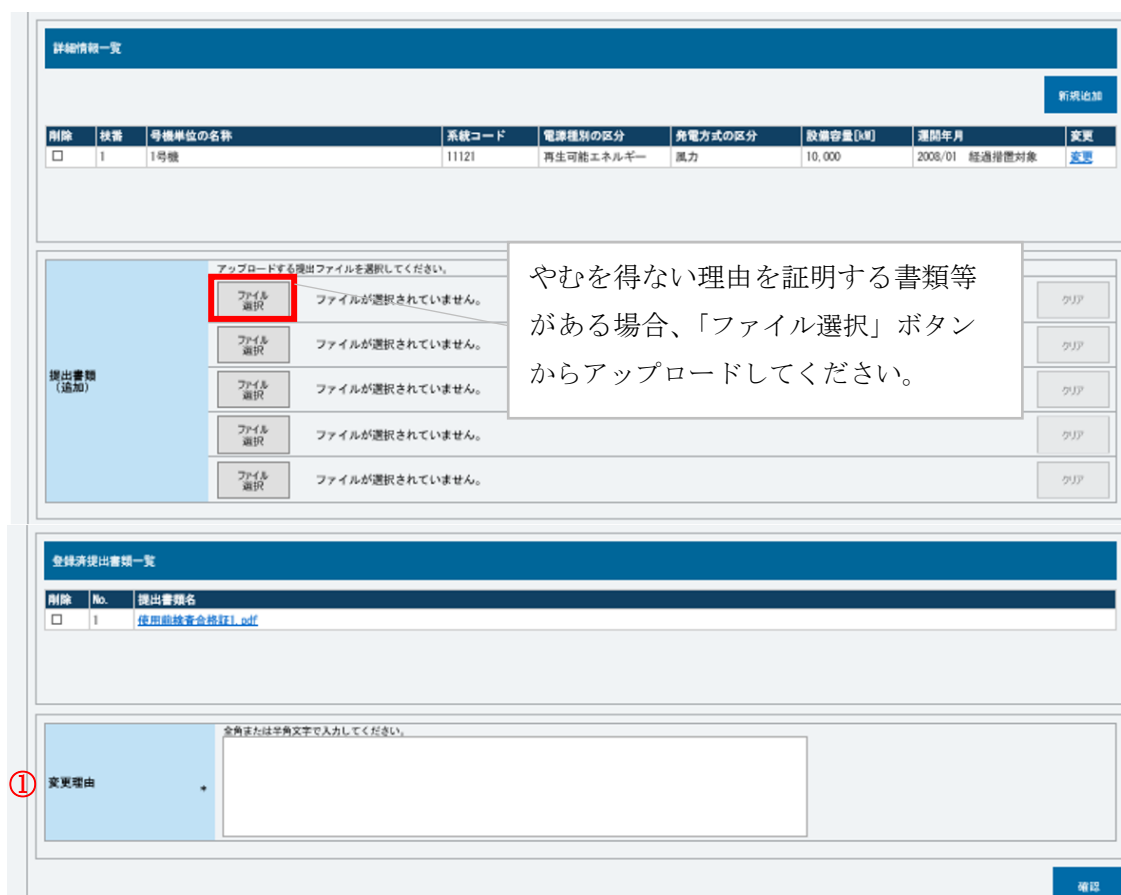 詳細情報一覧
新規追加
削除 枝番 号機単位の名称 系統コード 電源種別の区分 発電方式の区分 設備容量[kW] 運開年月 変更
1 1号機 11121 再生可能エネルギー 風力 10,000 2008/01 経過措置対象 変更
アップロードする提出ファイルを選択してください。
提出書類
(追加)
ファイル
選択
ファイルが選択されていません。
クリア
ファイル
選択
ファイルが選択されていません。
クリア
ファイル
選択
ファイルが選択されていません。
クリア
ファイル
選択
ファイルが選択されていません。
クリア
ファイル
選択
ファイルが選択されていません。
クリア
やむを得ない理由を証明する書類等
がある場合、「ファイル選択」ボタン
からアップロードしてください。
登録済提出書類一覧
削除 No. 提出書類名
1 使用前検査合格証1.pdf
全角または半角文字で入力してください。
① 変更理由 *
確認